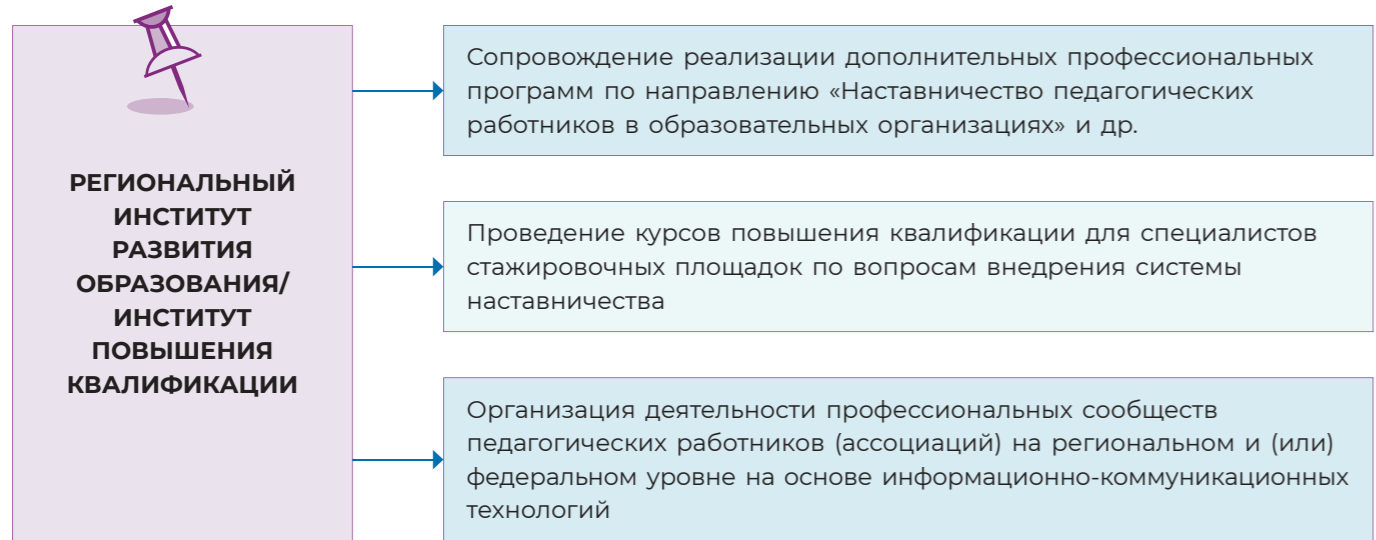 РЕГИОНАЛЬНЫЙ
ИНСТИТУТ
РАЗВИТИЯ
ОБРАЗОВАНИЯ/
ИНСТИТУТ
ПОВЫШЕНИЯ
КВАЛИФИКАЦИИ
Сопровождение реализации дополнительных профессиональных
программ по направлению «Наставничество педагогических
работников в образовательных организациях» и др.
Проведение курсов повышения квалификации для специалистов
стажировочных площадок по вопросам внедрения системы
наставничества
Организация деятельности профессиональных сообществ
педагогических работников (ассоциаций) на региональном и (или)
федеральном уровне на основе информационно-коммуникационных
технологий